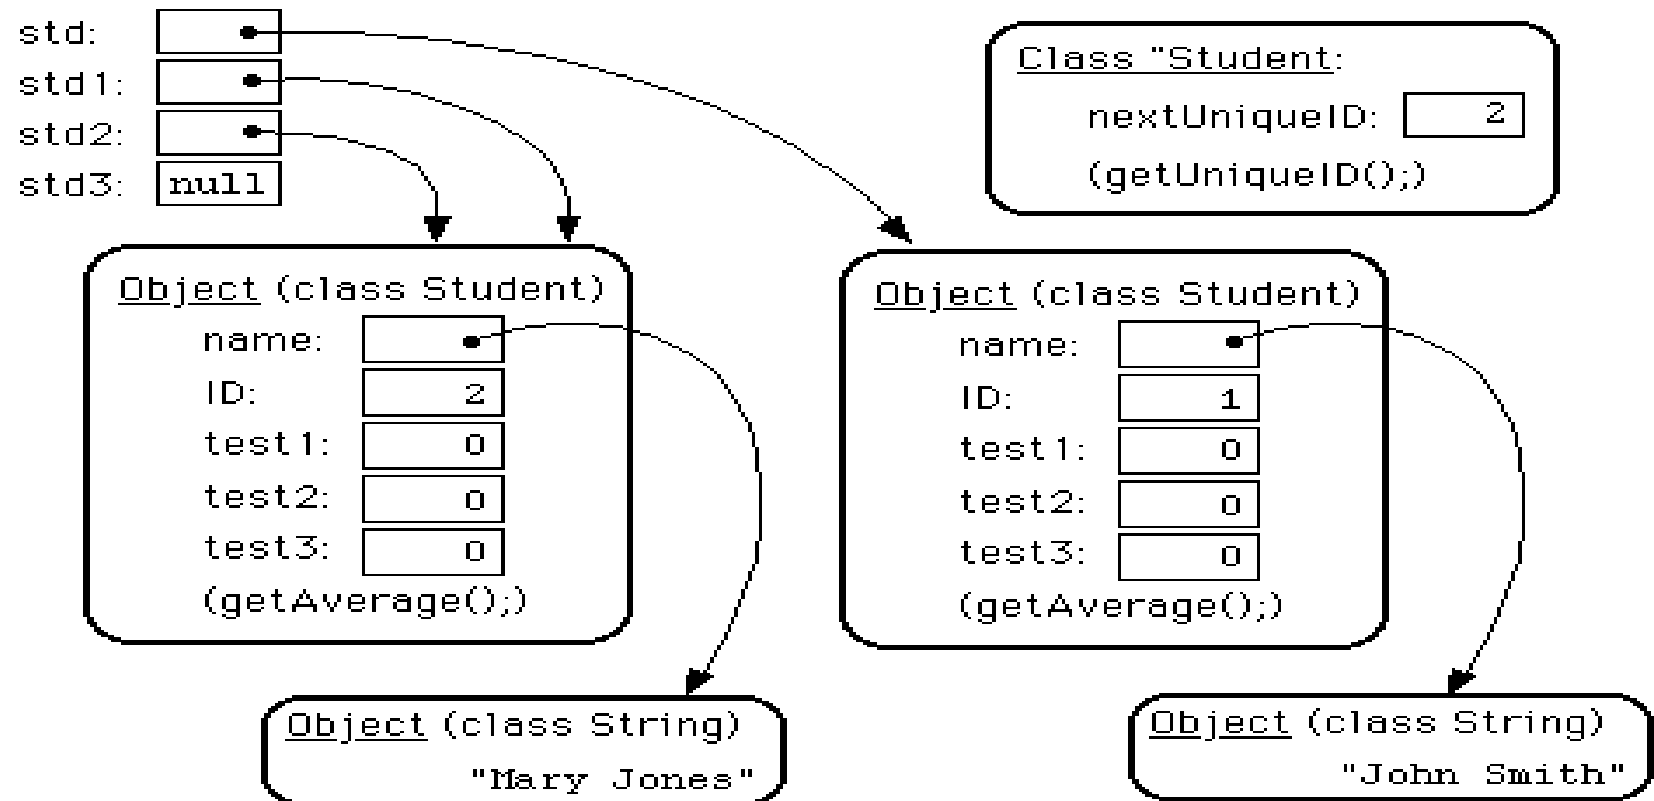 std:
std1:
std2:
std3: null
Class "Student:
nextUniqueID: 2
(getUniqueID();)
Object (class Student)
name:
ID: 2
test1: 0
test2: 0
test3: 0
(getAverage();)
Object (class Student)
name:
ID: 1
test1: 0
test2: 0
test3: 0
(getAverage();)
Object (class String)
"Mary Jones"
Object (class String)
"John Smith"